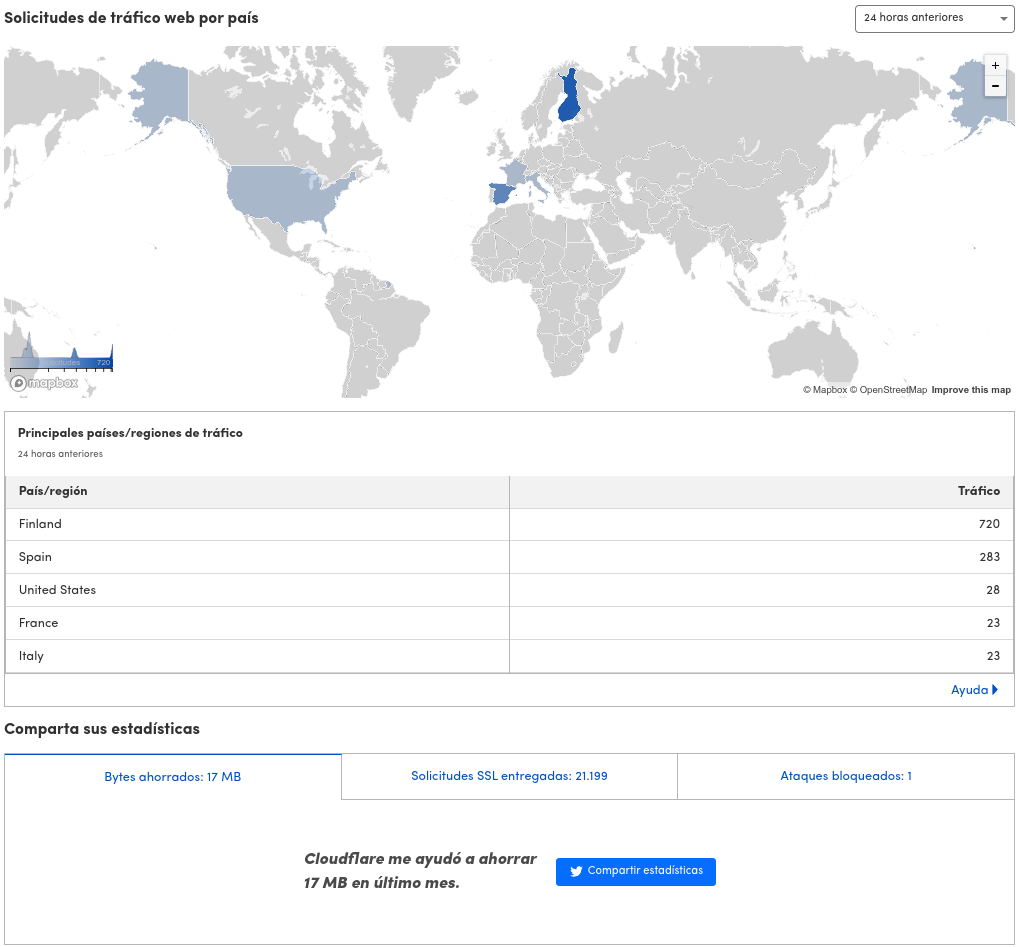 Solicitudes de tráfico web por país
24 horas anteriores
+
−
720
mapbox
© Mapbox © OpenStreetMap Improve this map
Principales países/regiones de tráfico
24 horas anteriores
País/región Tráfico
Finland 720
Spain 283
United States 28
France 23
Italy 23
Ayuda
Comparta sus estadísticas
Bytes ahorrados: 17 MB Solicitudes SSL entregadas: 21.199 Ataques bloqueados: 1
Cloudflare me ayudó a ahorrar
17 MB en último mes.
Compartir estadísticas